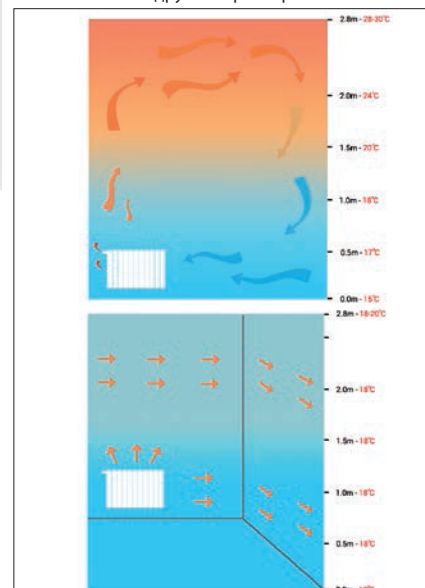 2.8m - 28-30°C
2.0m - 24°C
1.5m - 20°C
1.0m - 18°C
0.5m - 17°C
0.0m - 15°C
2.8m - 18-20°C
2.0m - 18°C
1.5m - 18°C
1.0m - 18°C
0.5m - 18°C